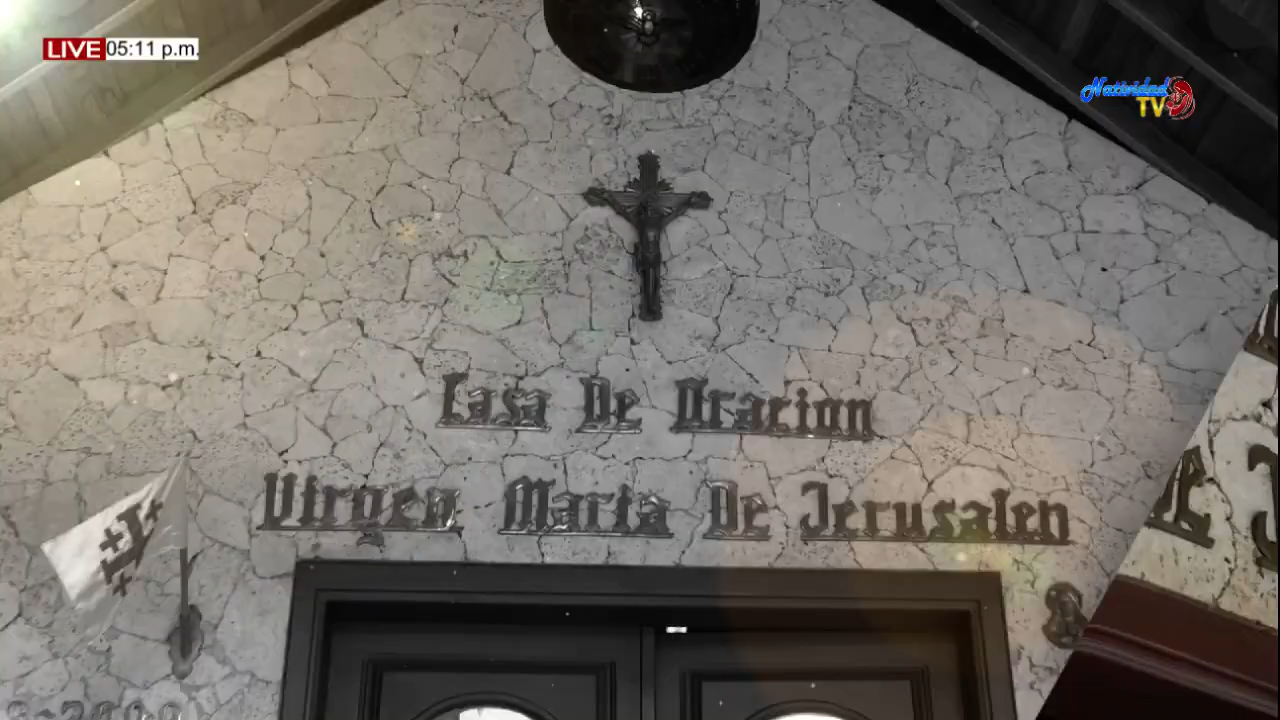 LIVE 05:11 p.m.
Natividad
TV
Casa De Oracion
Virgen Maria De Jerusalen